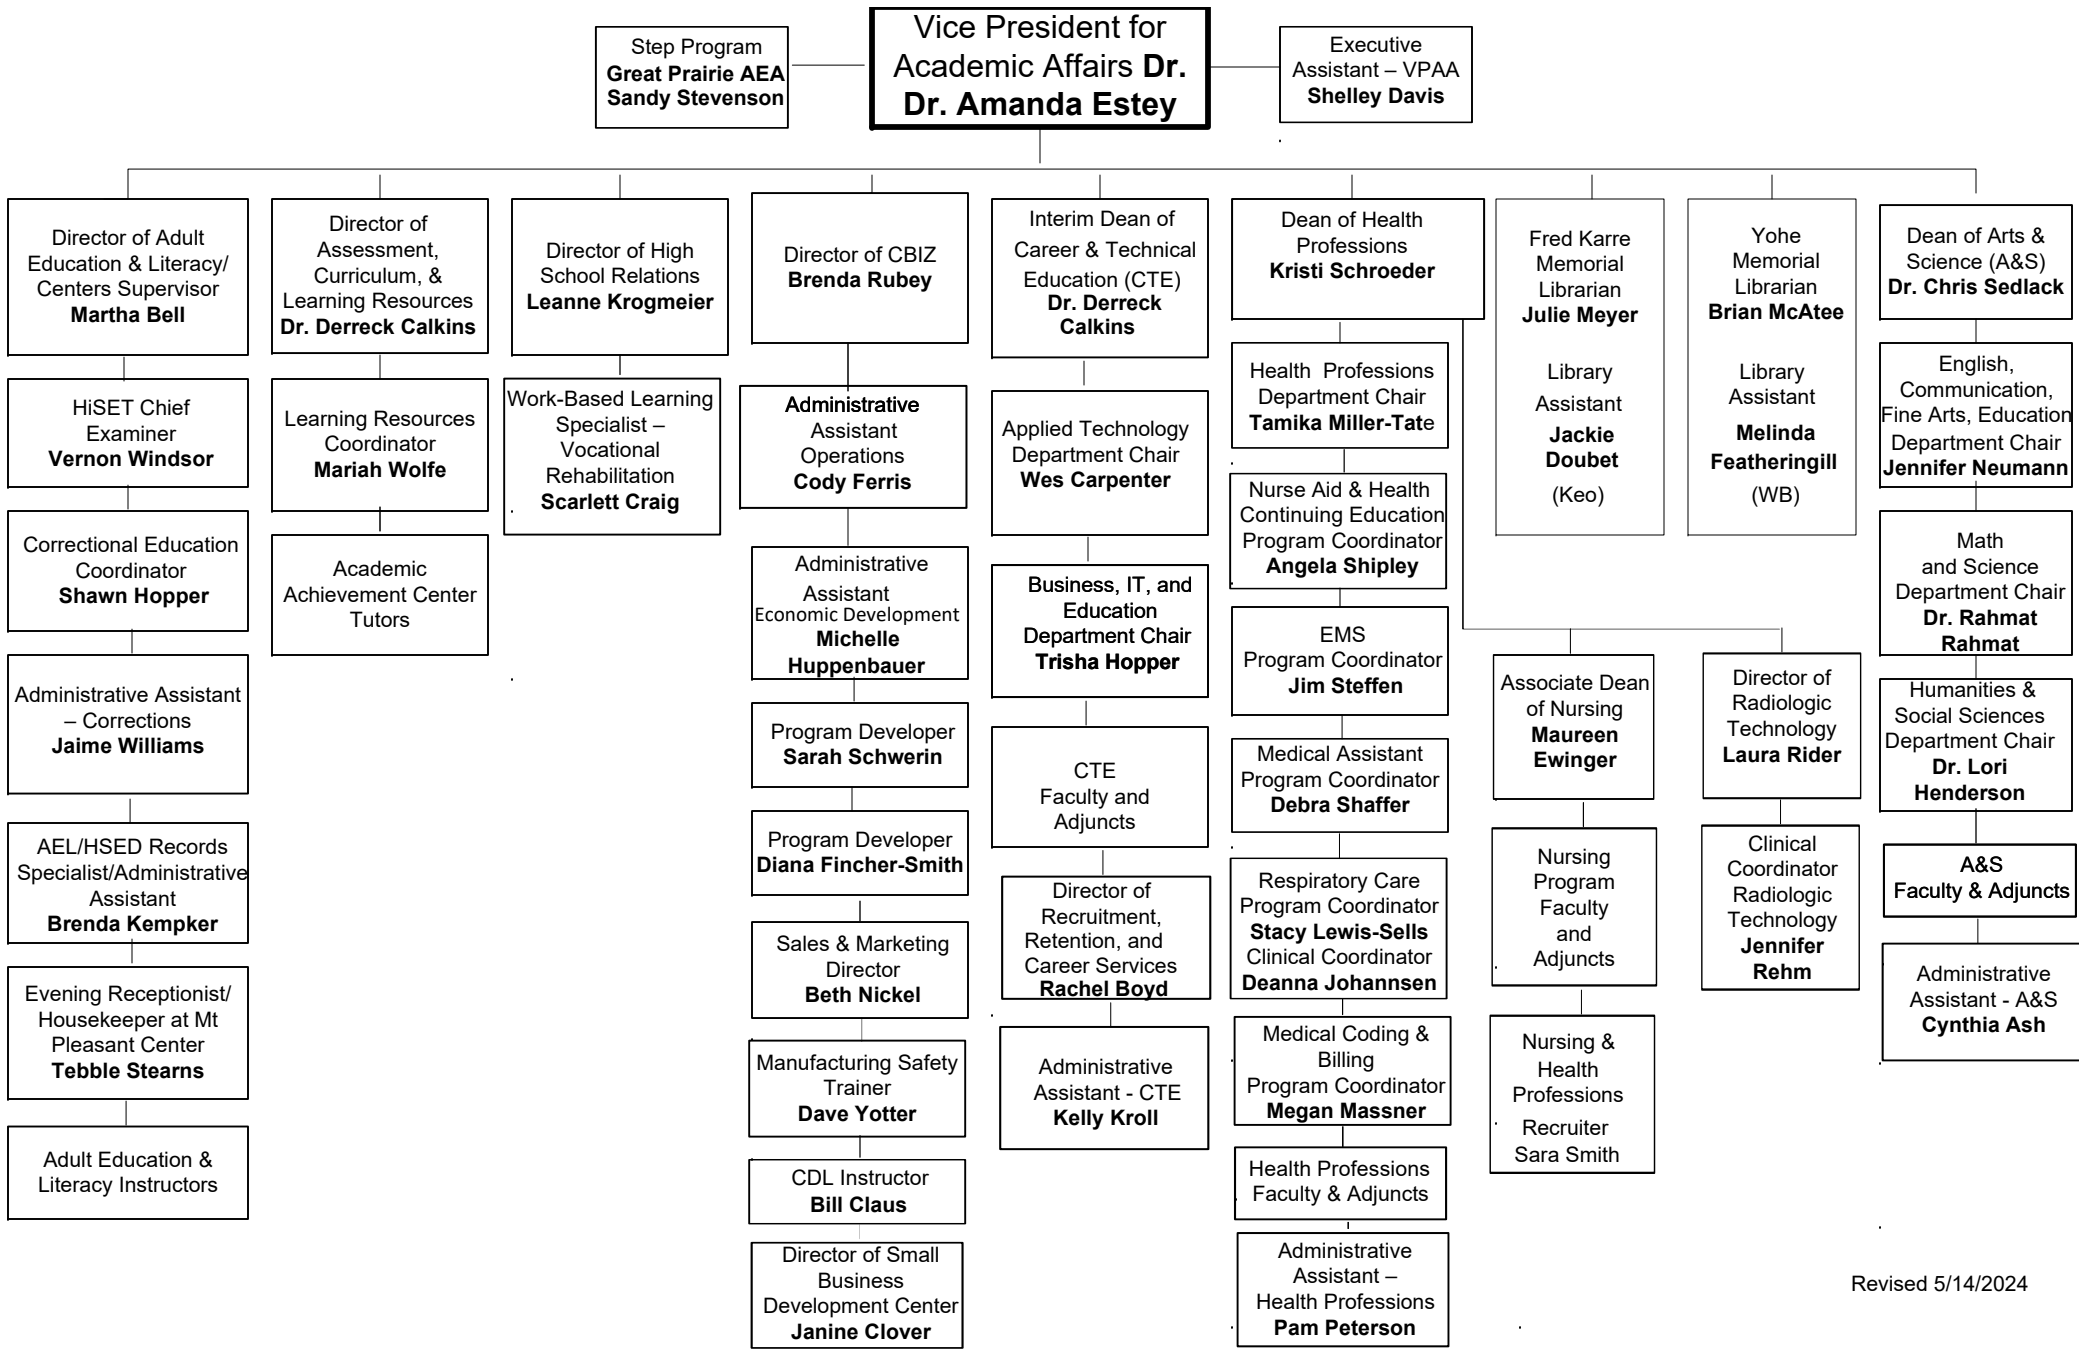 Step Program
Great Prairie AEA
Sandy Stevenson
Vice President for
Academic Affairs Dr.
Dr. Amanda Estey
Executive
Assistant – VPAA
Shelley Davis
Director of Adult
Education & Literacy/
Centers Supervisor
Martha Bell
HiSET Chief
Examiner
Vernon Windsor
Correctional Education
Coordinator
Shawn Hopper
Administrative Assistant
– Corrections
Jaime Williams
AEL/HSED Records
Specialist/Administrative
Assistant
Brenda Kempker
Evening Receptionist/
Housekeeper at Mt
Pleasant Center
Tebble Stearns
Adult Education &
Literacy Instructors
Director of
Assessment,
Curriculum, &
Learning Resources
Dr. Derreck Calkins
Learning Resources
Coordinator
Mariah Wolfe
Academic
Achievement Center
Tutors
Director of High
School Relations
Leanne Krogmeier
Work-Based Learning
Specialist –
Vocational
Rehabilitation
Scarlett Craig
Director of CBIZ
Brenda Rubey
Administrative
Assistant
Operations
Cody Ferris
Administrative
Assistant
Economic Development
Michelle
Huppenbauer
Program Developer
Sarah Schwerin
Program Developer
Diana Fincher-Smith
Sales & Marketing
Director
Beth Nickel
Manufacturing Safety
Trainer
Dave Yotter
CDL Instructor
Bill Claus
Director of Small
Business
Development Center
Janine Clover
Interim Dean of
Career & Technical
Education (CTE)
Dr. Derreck
Calkins
Applied Technology
Department Chair
Wes Carpenter
Business, IT, and
Education
Department Chair
Trisha Hopper
CTE
Faculty and
Adjuncts
Director of
Recruitment,
Retention, and
Career Services
Rachel Boyd
Administrative
Assistant - CTE
Kelly Kroll
Dean of Health
Professions
Kristi Schroeder
Health Professions
Department Chair
Tamika Miller-Tate
Nurse Aid & Health
Continuing Education
Program Coordinator
Angela Shipley
EMS
Program Coordinator
Jim Steffen
Medical Assistant
Program Coordinator
Debra Shaffer
Respiratory Care
Program Coordinator
Stacy Lewis-Sells
Clinical Coordinator
Deanna Johannsen
Medical Coding &
Billing
Program Coordinator
Megan Massner
Health Professions
Faculty & Adjuncts
Administrative
Assistant –
Health Professions
Pam Peterson
Associate Dean
of Nursing
Maureen
Ewinger
Nursing
Program
Faculty
and
Adjuncts
Nursing &
Health
Professions
Recruiter
Sara Smith
Director of
Radiologic
Technology
Laura Rider
Clinical
Coordinator
Radiologic
Technology
Jennifer
Rehm
Fred Karre
Memorial
Librarian
Julie Meyer
Library
Assistant
Jackie
Doubet
(Keo)
Yohe
Memorial
Librarian
Brian McAtee
Library
Assistant
Melinda
Featheringill
(WB)
Dean of Arts &
Science (A&S)
Dr. Chris Sedlack
English,
Communication,
Fine Arts, Education
Department Chair
Jennifer Neumann
Math
and Science
Department Chair
Dr. Rahmat
Rahmat
Humanities &
Social Sciences
Department Chair
Dr. Lori
Henderson
A&S
Faculty & Adjuncts
Administrative
Assistant - A&S
Cynthia Ash
Revised 5/14/2024